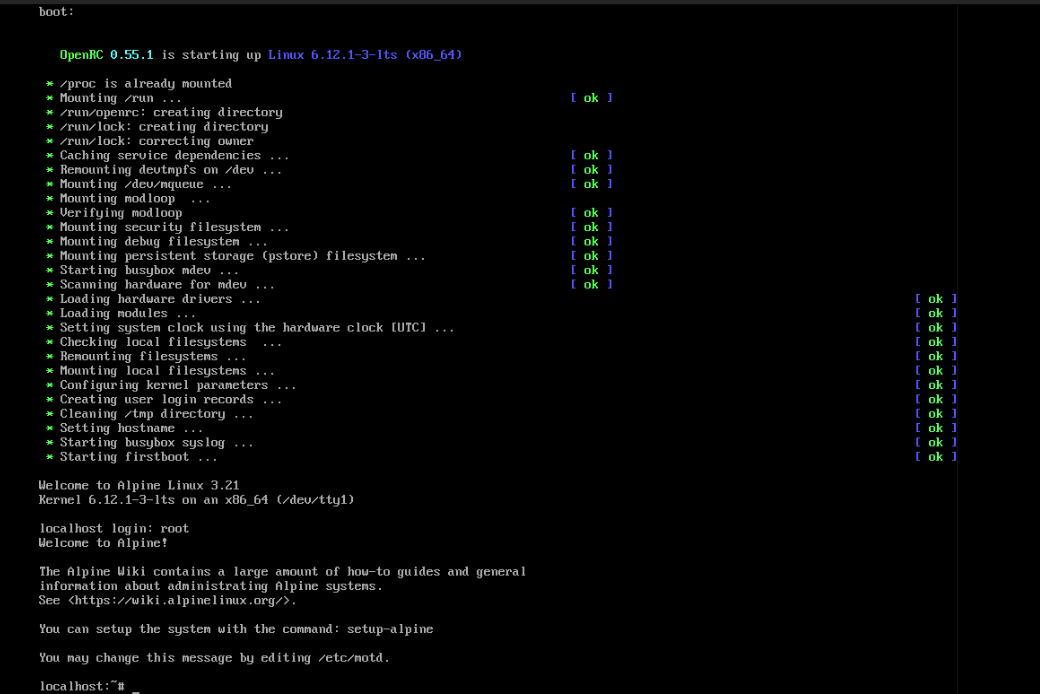 boot:
OpenRC 0.55.1 is starting up Linux 6.12.1-3-lts (x86_64)
* /proc is already mounted
* Mounting /run ... [ ok ]
* /run/openrc: creating directory
* /run/lock: creating directory
* /run/lock: correcting owner
* Caching service dependencies ... [ ok ]
* Remounting devtmpfs on /dev ... [ ok ]
* Mounting /dev/mqueue ... [ ok ]
* Mounting modloop  ...
* Verifying modloop [ ok ]
* Mounting security filesystem ... [ ok ]
* Mounting debug filesystem ... [ ok ]
* Mounting persistent storage (pstore) filesystem ... [ ok ]
* Starting busybox mdev ... [ ok ]
* Scanning hardware for mdev ... [ ok ]
* Loading hardware drivers ... [ ok ]
* Loading modules ... [ ok ]
* Setting system clock using the hardware clock [UTC] ... [ ok ]
* Checking local filesystems  ... [ ok ]
* Remounting filesystems ... [ ok ]
* Mounting local filesystems ... [ ok ]
* Configuring kernel parameters ... [ ok ]
* Creating user login records ... [ ok ]
* Cleaning /tmp directory ... [ ok ]
* Setting hostname ... [ ok ]
* Starting busybox syslog ... [ ok ]
* Starting firstboot ... [ ok ]
Welcome to Alpine Linux 3.21
Kernel 6.12.1-3-lts on an x86_64 (/dev/tty1)
localhost login: root
Welcome to Alpine!
The Alpine Wiki contains a large amount of how-to guides and general
information about administrating Alpine systems.
See <https://wiki.alpinelinux.org/>.
You can setup the system with the command: setup-alpine
You may change this message by editing /etc/motd.
localhost:~# _